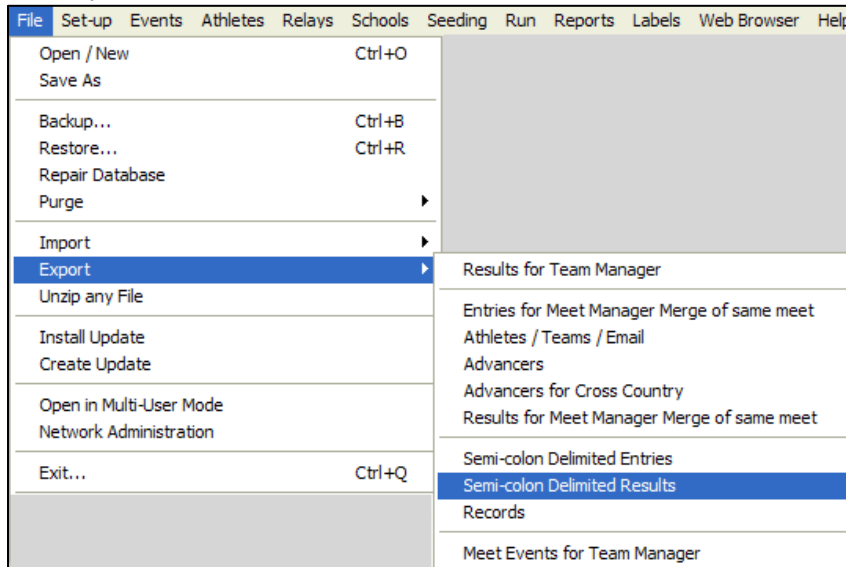 File Set-up Events Athletes Relays Schools Seeding Run Reports Labels Web Browser Help
Open / New Ctrl+O
Save As
Backup... Ctrl+B
Restore... Ctrl+R
Repair Database
Purge
Import
Export
Unzip any File
Install Update
Create Update
Open in Multi-User Mode
Network Administration
Exit... Ctrl+Q
Results for Team Manager
Entries for Meet Manager Merge of same meet
Athletes / Teams / Email
Advancers
Advancers for Cross Country
Results for Meet Manager Merge of same meet
Semi-colon Delimited Entries
Semi-colon Delimited Results
Records
Meet Events for Team Manager